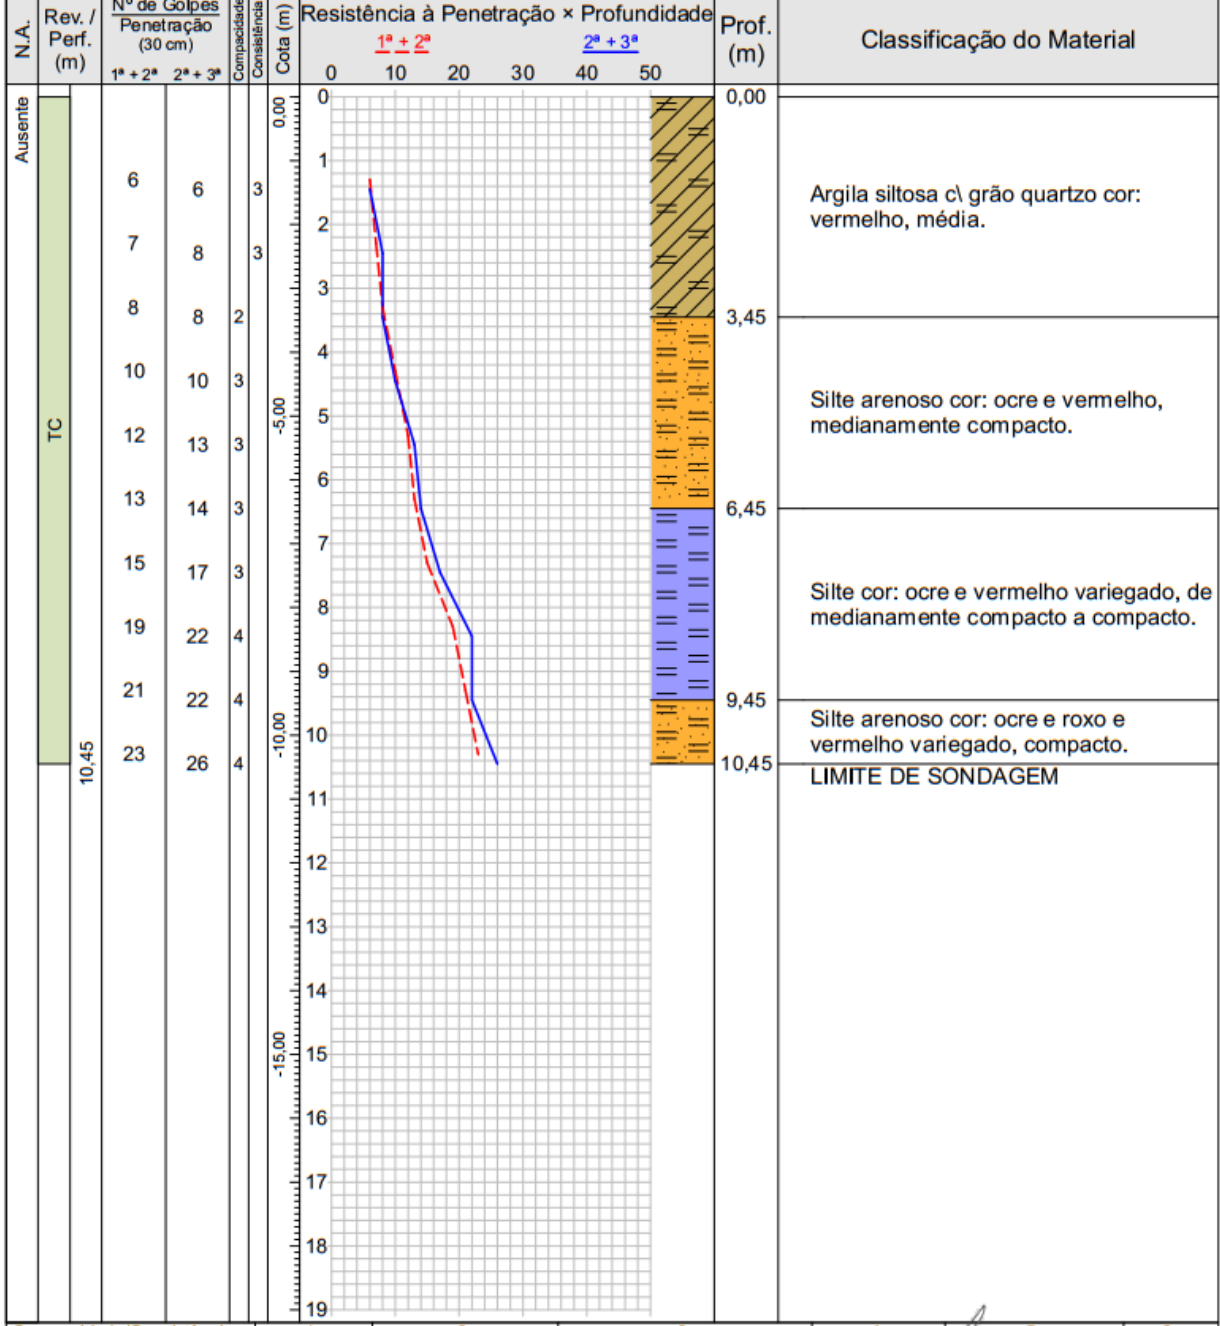 N.A.
Rev. /
Perf.
(m)
Nº de Golpes
Penetração
(30 cm)
1ª + 2ª 2ª + 3ª
Compacidade
Consistência
Cota (m)
Resistência à Penetração × Profundidade
1ª + 2ª 2ª + 3ª
0 10 20 30 40 50
Prof.
(m)
Classificação do Material
Ausente
TC
10,45
6 6 3
7 8 3
8 8 2
10 10 3
12 13 3
13 14 3
15 17 3
19 22 4
21 22 4
23 26 4
0,00
-5,00
-10,00
-15,00
0
1
2
3
4
5
6
7
8
9
10
11
12
13
14
15
16
17
18
19
0,00
Argila siltosa c\ grão quartzo cor:
vermelho, média.
3,45
Silte arenoso cor: ocre e vermelho,
medianamente compacto.
6,45
Silte cor: ocre e vermelho variegado, de
medianamente compacto a compacto.
9,45
Silte arenoso cor: ocre e roxo e
vermelho variegado, compacto.
10,45
LIMITE DE SONDAGEM